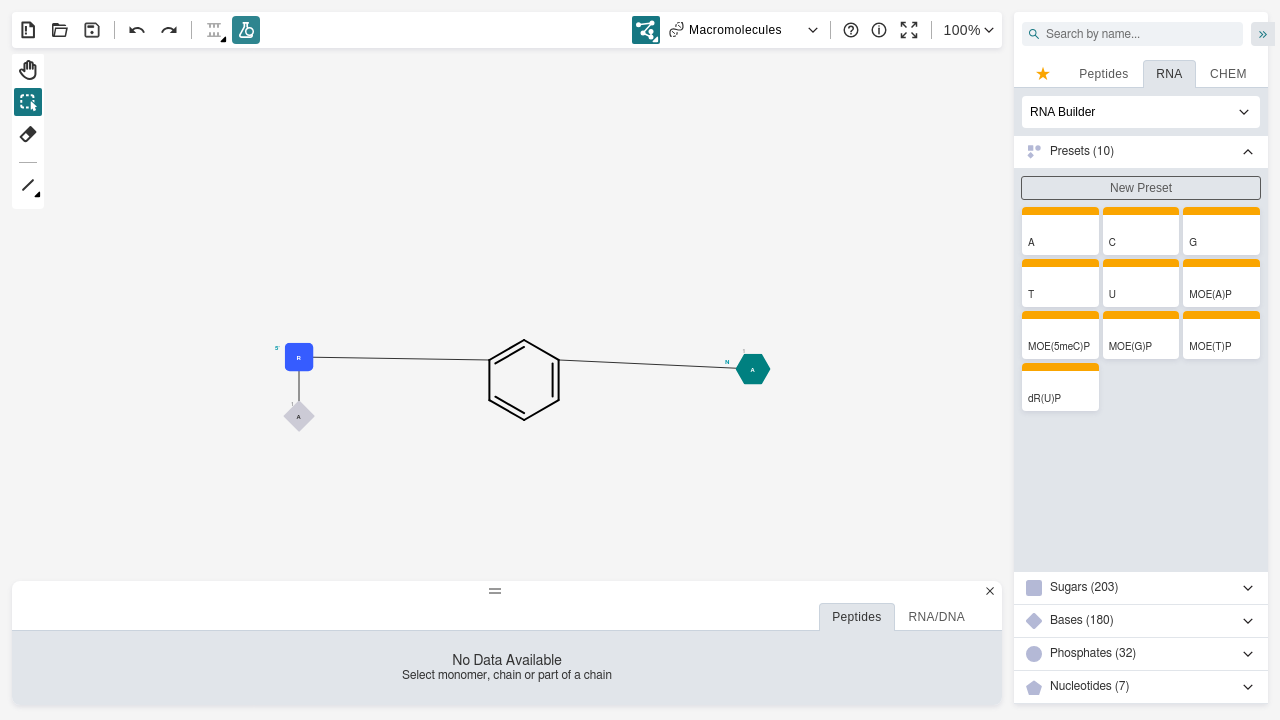 Macromolecules
100%
Search by name...
Peptides
RNA
CHEM
RNA Builder
Presets (10)
New Preset
A
C
G
T
U
MOE(A)P
MOE(5meC)P
MOE(G)P
MOE(T)P
dR(U)P
5'
R
1
A
N
1
A
Peptides
RNA/DNA
No Data Available
Select monomer, chain or part of a chain
Sugars (203)
Bases (180)
Phosphates (32)
Nucleotides (7)